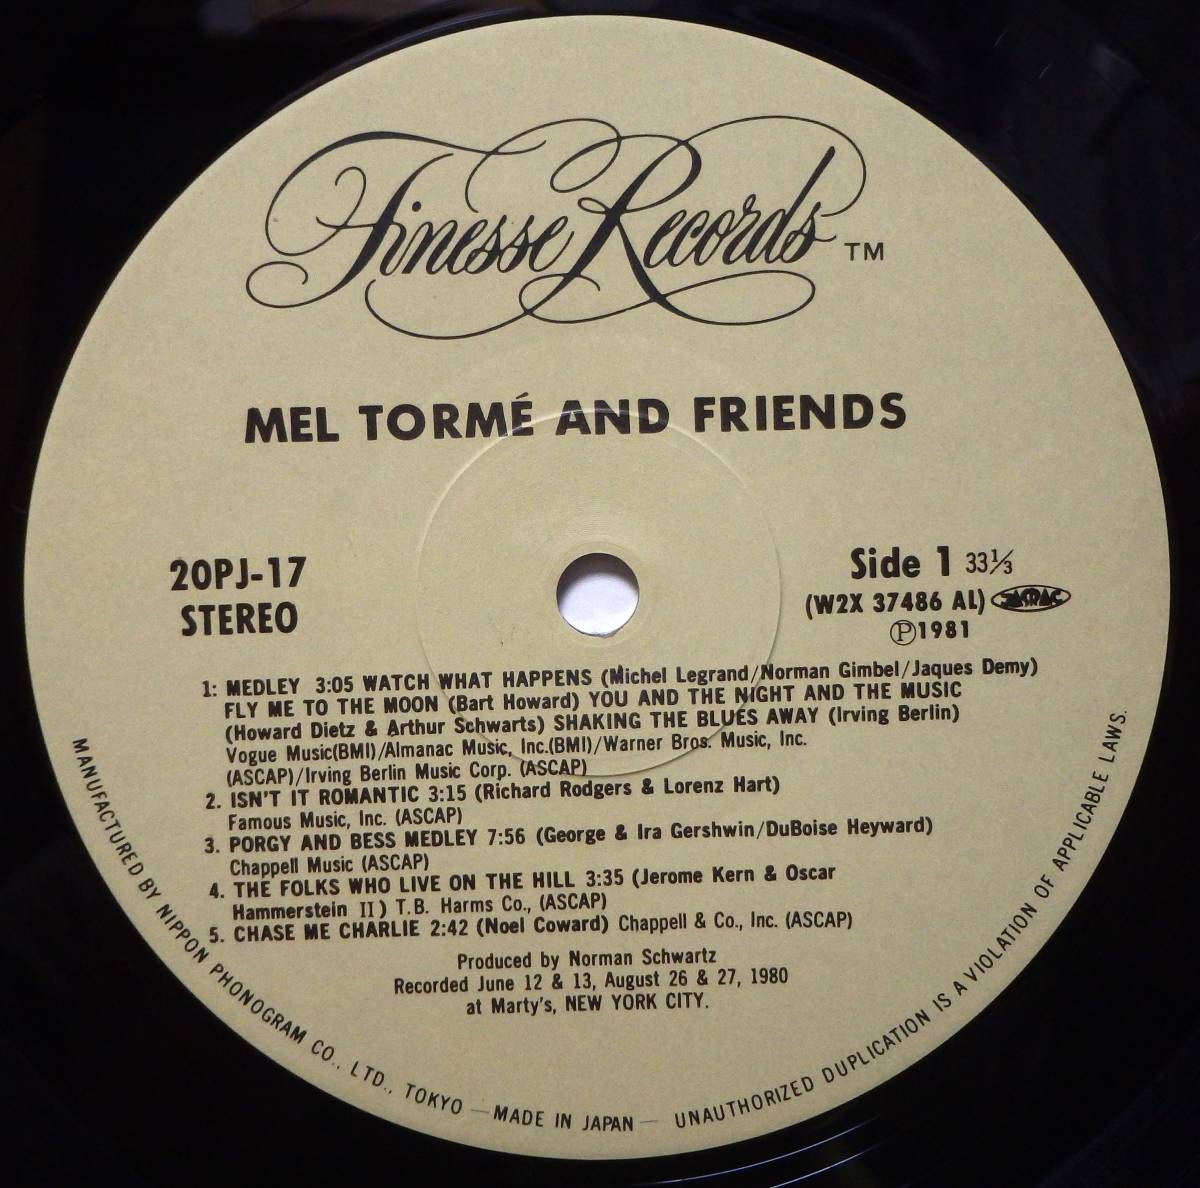 Finesse Records TM
MEL TORMÉ AND FRIENDS
20PJ-17
STEREO
Side 1 33⅓
(W2X 37486 AL) JASRAC
Ⓟ1981
1: MEDLEY 3:05 WATCH WHAT HAPPENS (Michel Legrand/Norman Gimbel/Jaques Demy)
FLY ME TO THE MOON (Bart Howard) YOU AND THE NIGHT AND THE MUSIC
(Howard Dietz & Arthur Schwarts) SHAKING THE BLUES AWAY (Irving Berlin)
Vogue Music(BMI)/Almanac Music, Inc.(BMI)/Warner Bros. Music, Inc.
(ASCAP)/Irving Berlin Music Corp. (ASCAP)
2. ISN'T IT ROMANTIC 3:15 (Richard Rodgers & Lorenz Hart)
Famous Music, Inc. (ASCAP)
3. PORGY AND BESS MEDLEY 7:56 (George & Ira Gershwin/DuBoise Heyward)
Chappell Music (ASCAP)
4. THE FOLKS WHO LIVE ON THE HILL 3:35 (Jerome Kern & Oscar
Hammerstein II) T.B. Harms Co., (ASCAP)
5. CHASE ME CHARLIE 2:42 (Noel Coward) Chappell & Co., Inc. (ASCAP)
Produced by Norman Schwartz
Recorded June 12 & 13, August 26 & 27, 1980
at Marty's, NEW YORK CITY.
MANUFACTURED BY NIPPON PHONOGRAM CO., LTD., TOKYO — MADE IN JAPAN — UNAUTHORIZED DUPLICATION IS A VIOLATION OF APPLICABLE LAWS.